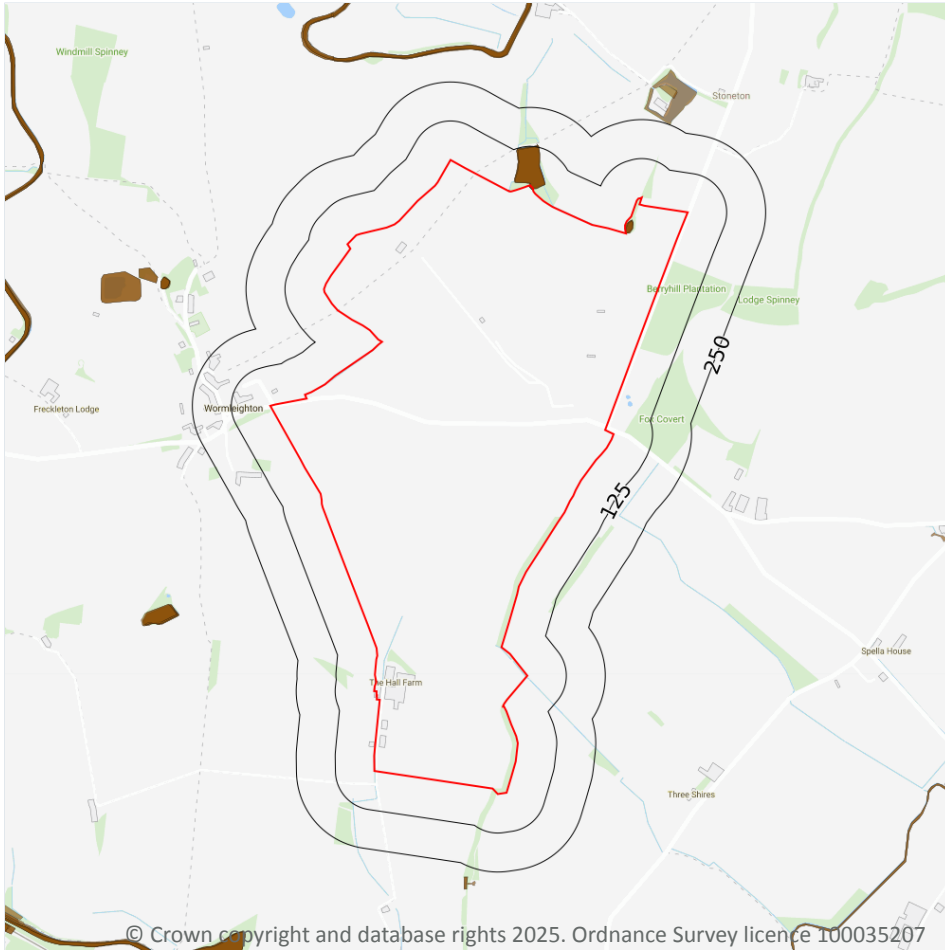 Windmill Spinney
Stoneton
Berryhill Plantation
Lodge Spinney
250
Freckleton Lodge
Wormleighton
Fox Covert
125
Spella House
The Hall Farm
Three Shires
© Crown copyright and database rights 2025. Ordnance Survey licence 100035207